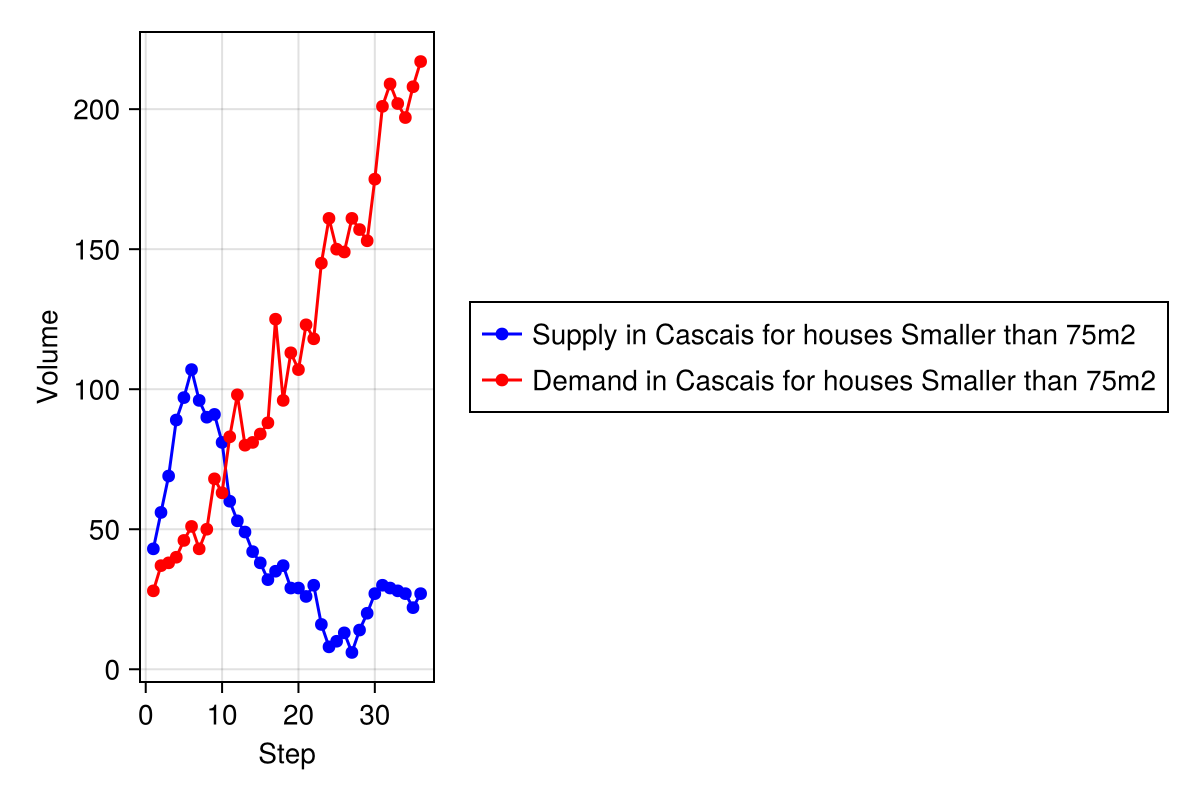 Volume
200
150
100
50
0
0 10 20 30
Step
Supply in Cascais for houses Smaller than 75m2
Demand in Cascais for houses Smaller than 75m2